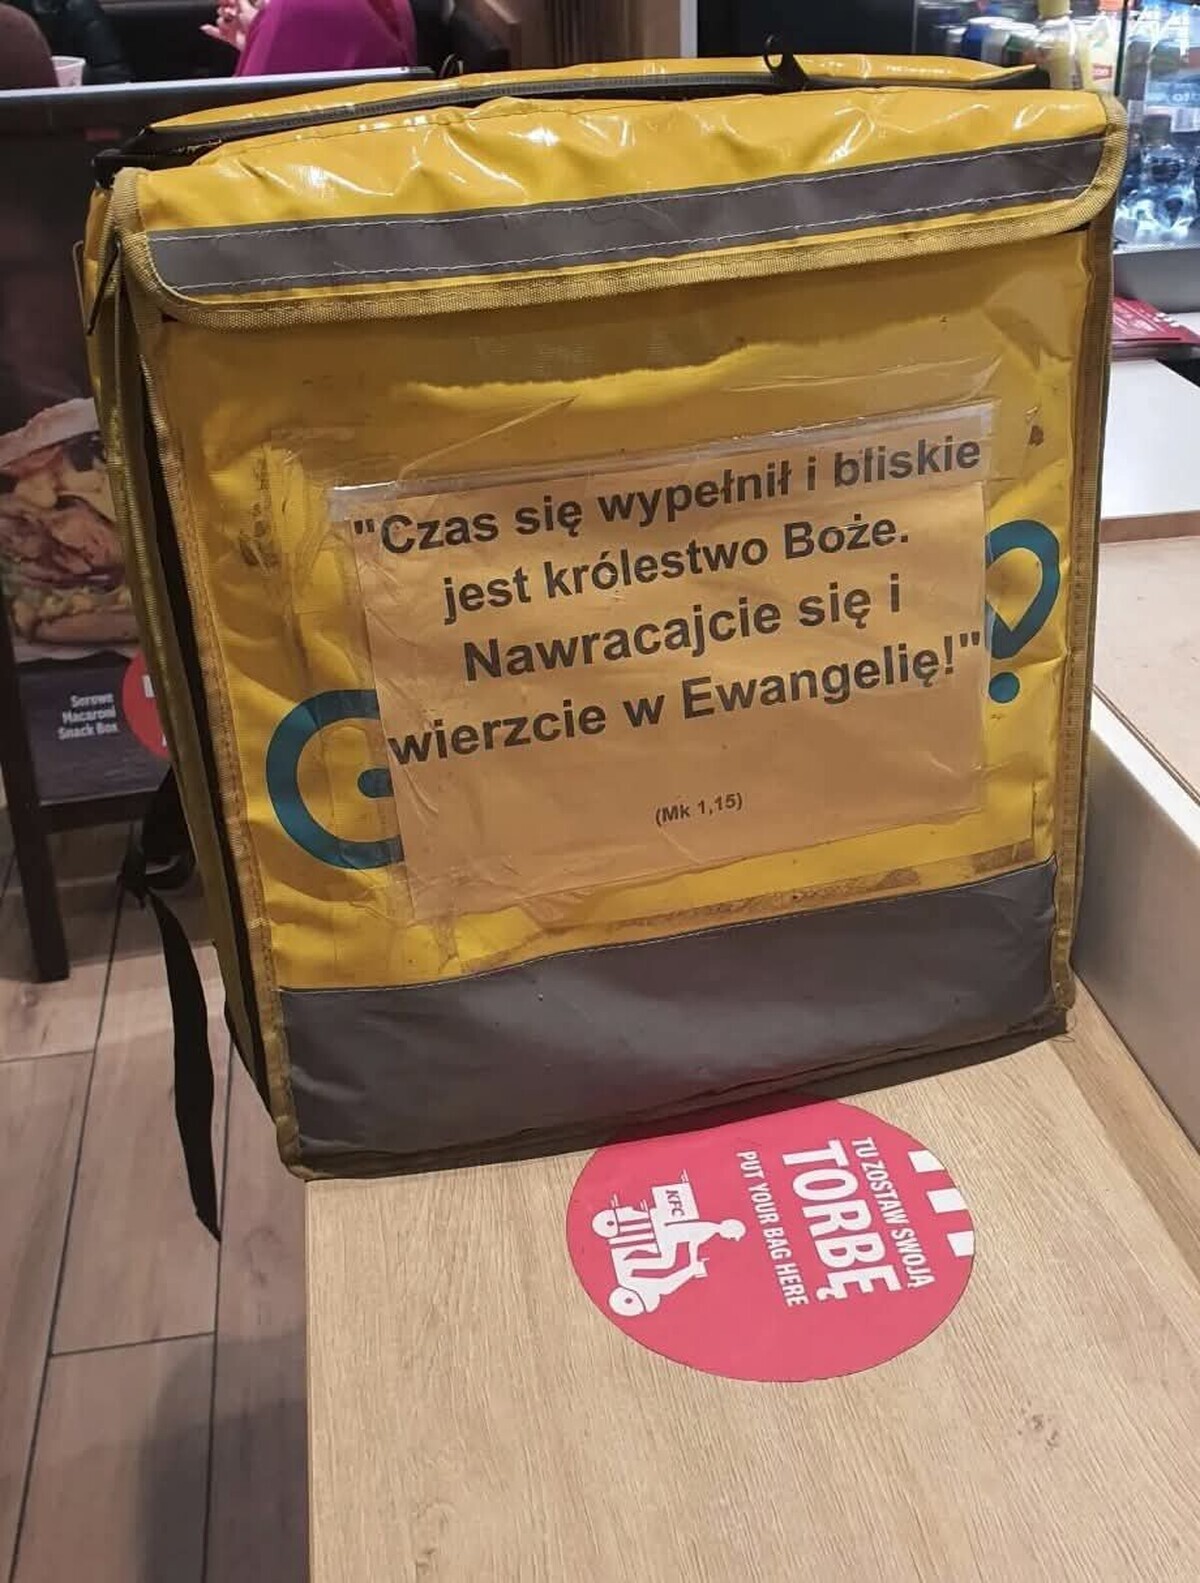 "Czas się wypełnił i bliskie
jest królestwo Boże.
Nawracajcie się i
wierzcie w Ewangelię!"
(Mk 1,15)
Serowe
Macaroni
Snack Box
TU ZOSTAW SWOJĄ
TORBĘ
PUT YOUR BAG HERE
KFC